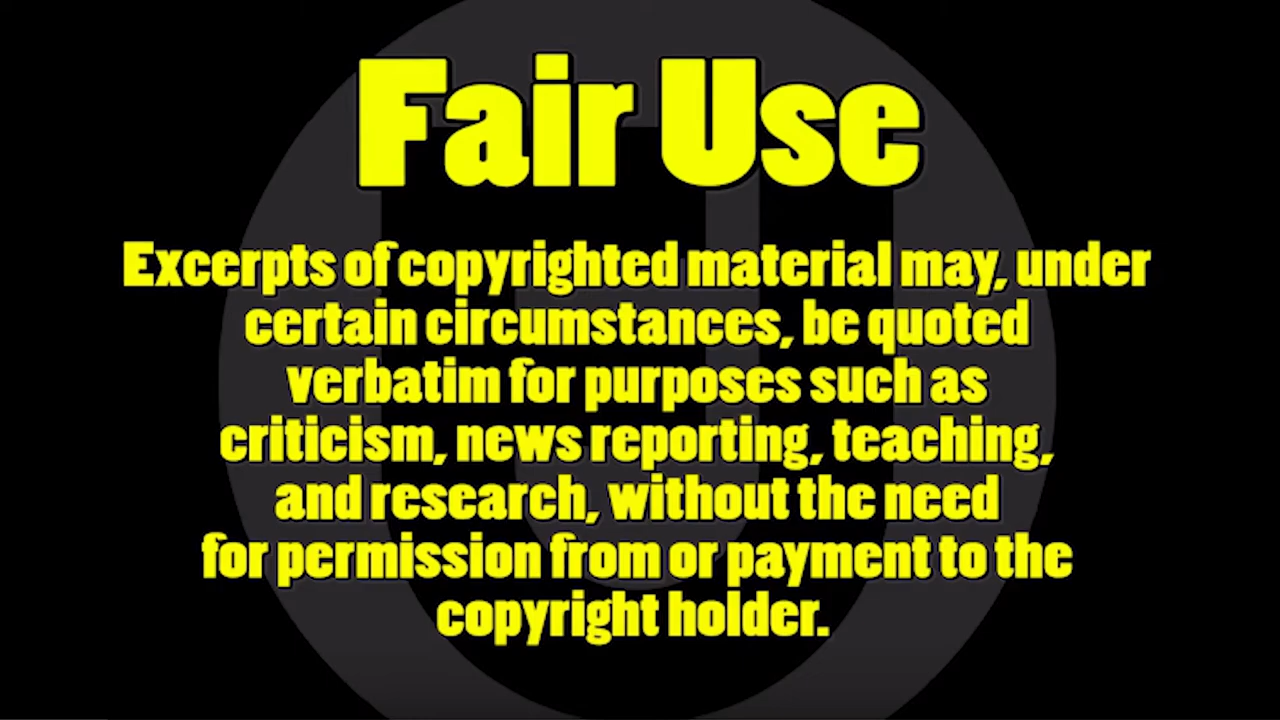 Fair Use
Excerpts of copyrighted material may, under
certain circumstances, be quoted
verbatim for purposes such as
criticism, news reporting, teaching,
and research, without the need
for permission from or payment to the
copyright holder.